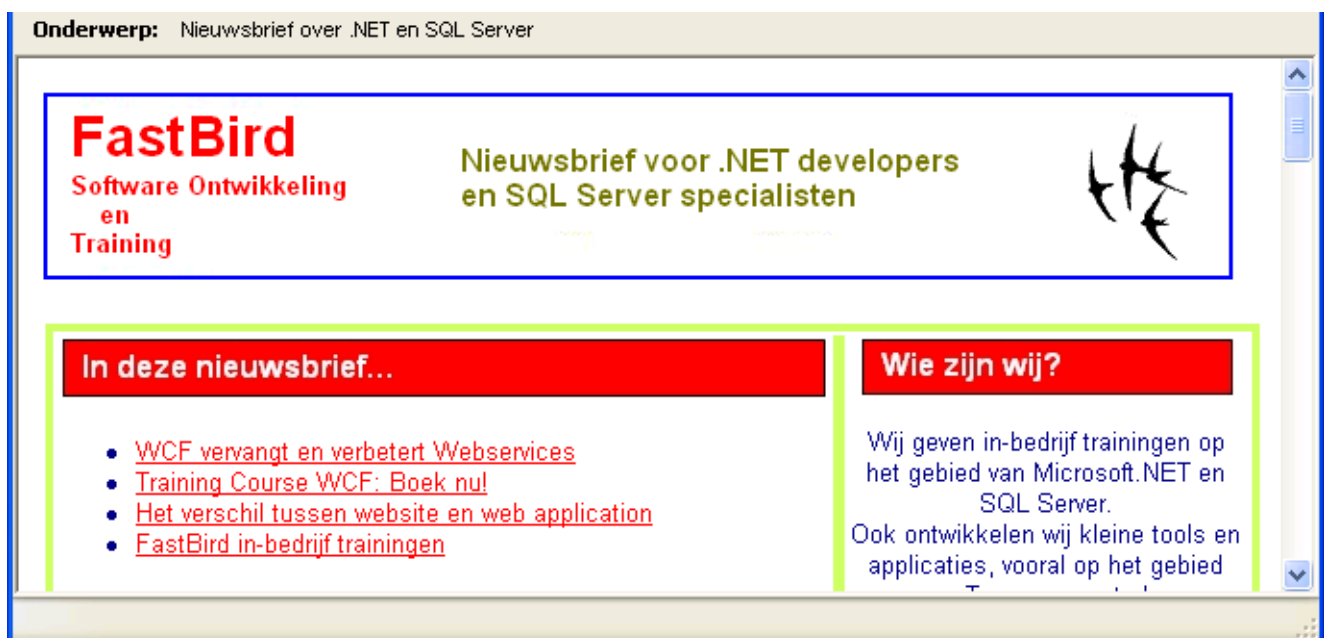 Onderwerp: Nieuwsbrief over .NET en SQL Server
FastBird
Software Ontwikkeling
en
Training
Nieuwsbrief voor .NET developers
en SQL Server specialisten
In deze nieuwsbrief...
WCF vervangt en verbetert Webservices
Training Course WCF: Boek nu!
Het verschil tussen website en web application
FastBird in-bedrijf trainingen
Wie zijn wij?
Wij geven in-bedrijf trainingen op
het gebied van Microsoft.NET en
SQL Server.
Ook ontwikkelen wij kleine tools en
applicaties, vooral op het gebied